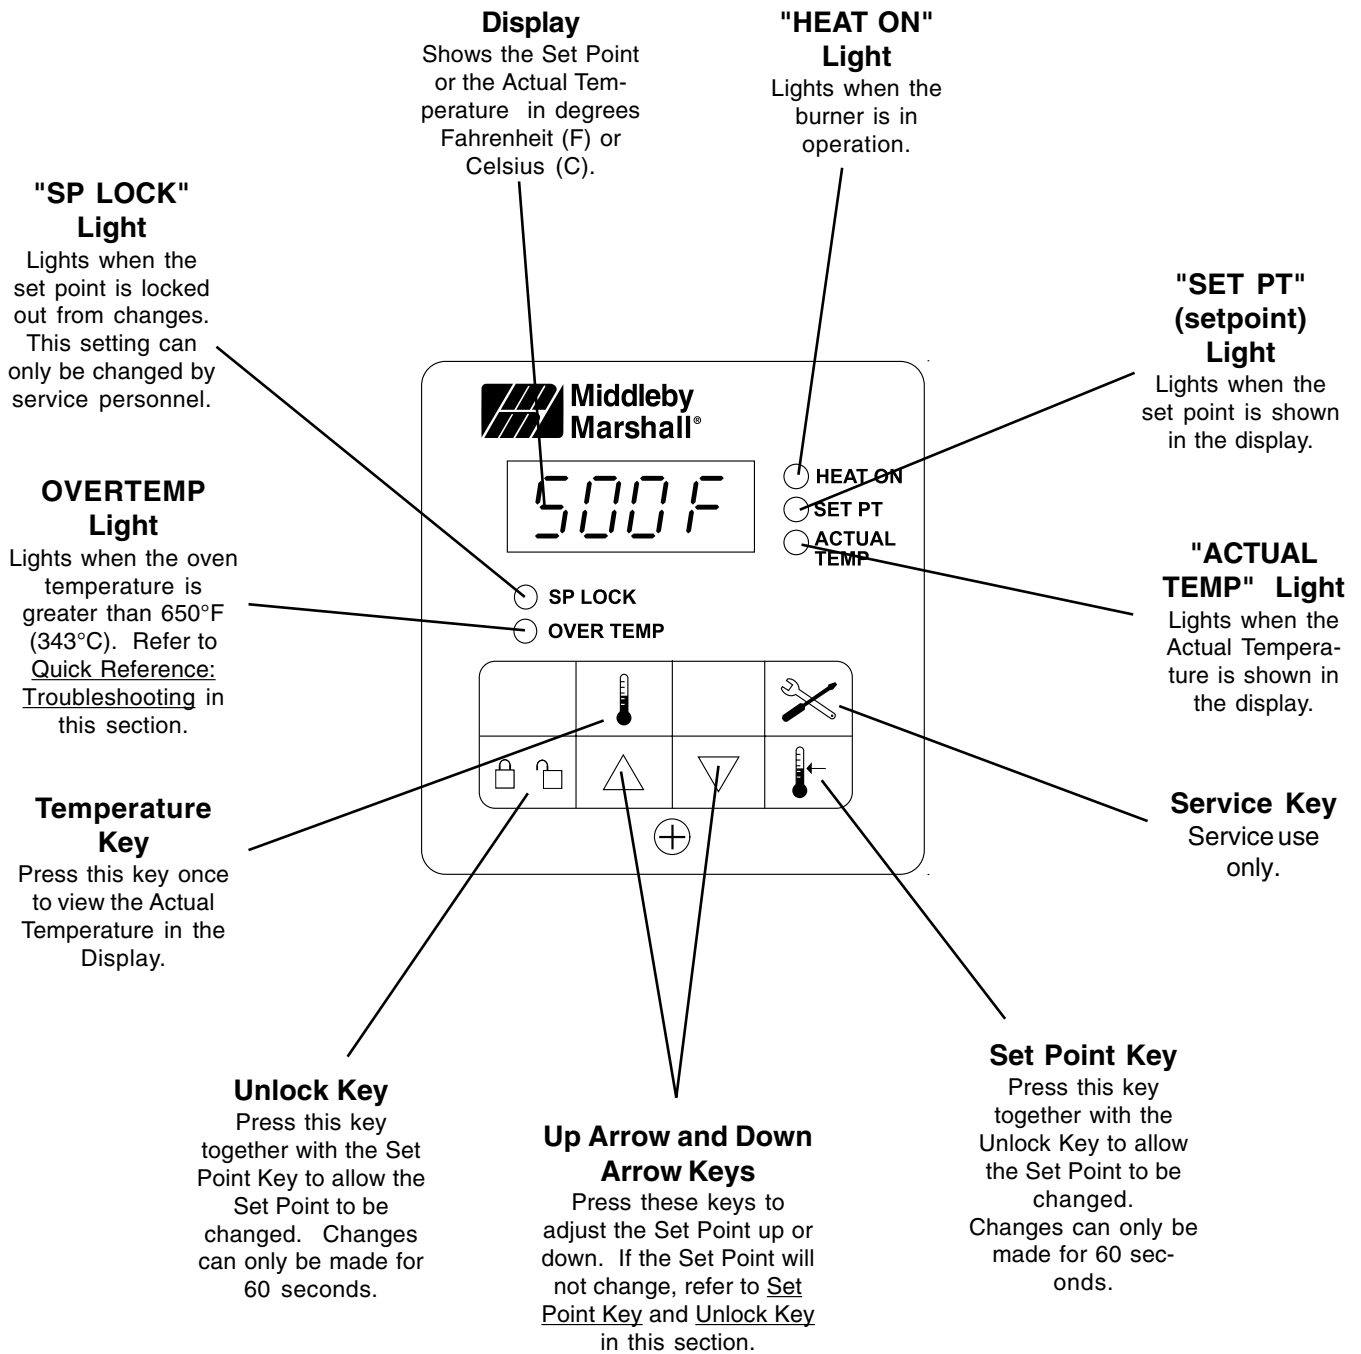 Display
Shows the Set Point
or the Actual Tem-
perature in degrees
Fahrenheit (F) or
Celsius (C).
"HEAT ON"
Light
Lights when the
burner is in
operation.
"SP LOCK"
Light
Lights when the
set point is locked
out from changes.
This setting can
only be changed by
service personnel.
"SET PT"
(setpoint)
Light
Lights when the
set point is shown
in the display.
OVERTEMP
Light
Lights when the oven
temperature is
greater than 650°F
(343°C). Refer to
Quick Reference:
Troubleshooting in
this section.
"ACTUAL
TEMP" Light
Lights when the
Actual Tempera-
ture is shown in
the display.
Middleby
Marshall®
500F
HEAT ON
SET PT
ACTUAL
TEMP
SP LOCK
OVER TEMP
Temperature
Key
Press this key once
to view the Actual
Temperature in the
Display.
Service Key
Service use
only.
Unlock Key
Press this key
together with the Set
Point Key to allow the
Set Point to be
changed. Changes
can only be made for
60 seconds.
Up Arrow and Down
Arrow Keys
Press these keys to
adjust the Set Point up or
down. If the Set Point will
not change, refer to Set
Point Key and Unlock Key
in this section.
Set Point Key
Press this key
together with the
Unlock Key to allow
the Set Point to be
changed.
Changes can only be
made for 60 sec-
onds.